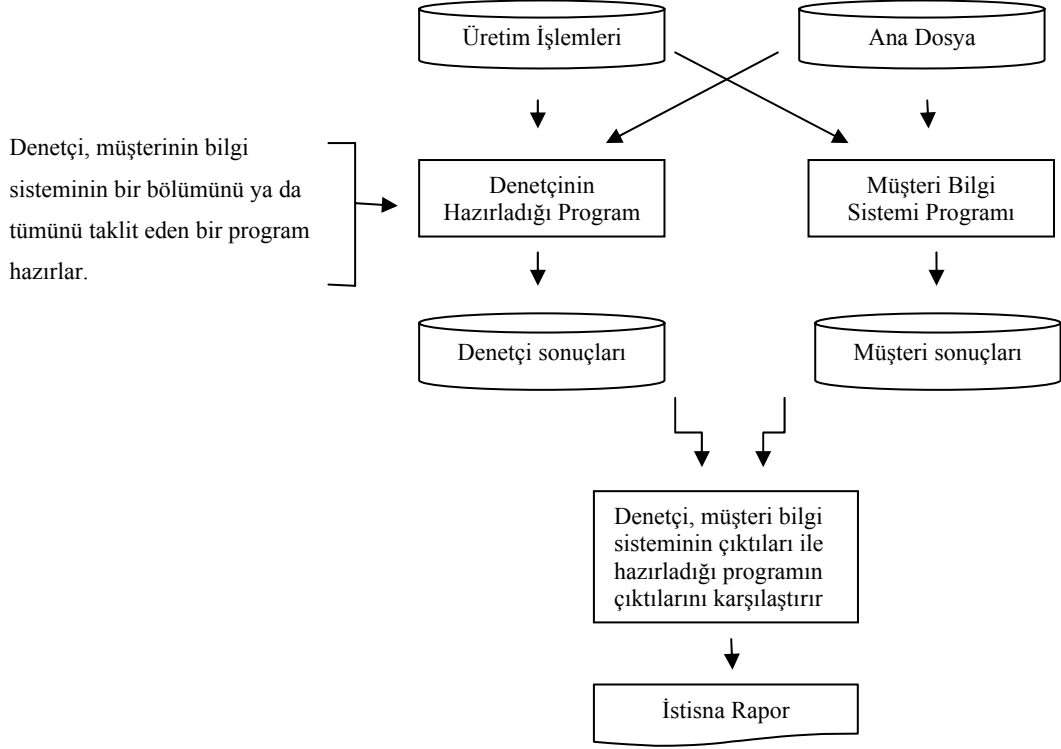 Üretim İşlemleri
Ana Dosya
Denetçi, müşterinin bilgi
sisteminin bir bölümünü ya da
tümünü taklit eden bir program
hazırlar.
Denetçinin
Hazırladığı Program
Müşteri Bilgi
Sistemi Programı
Denetçi sonuçları
Müşteri sonuçları
Denetçi, müşteri bilgi
sisteminin çıktıları ile
hazırladığı programın
çıktılarını karşılaştırır
İstisna Rapor